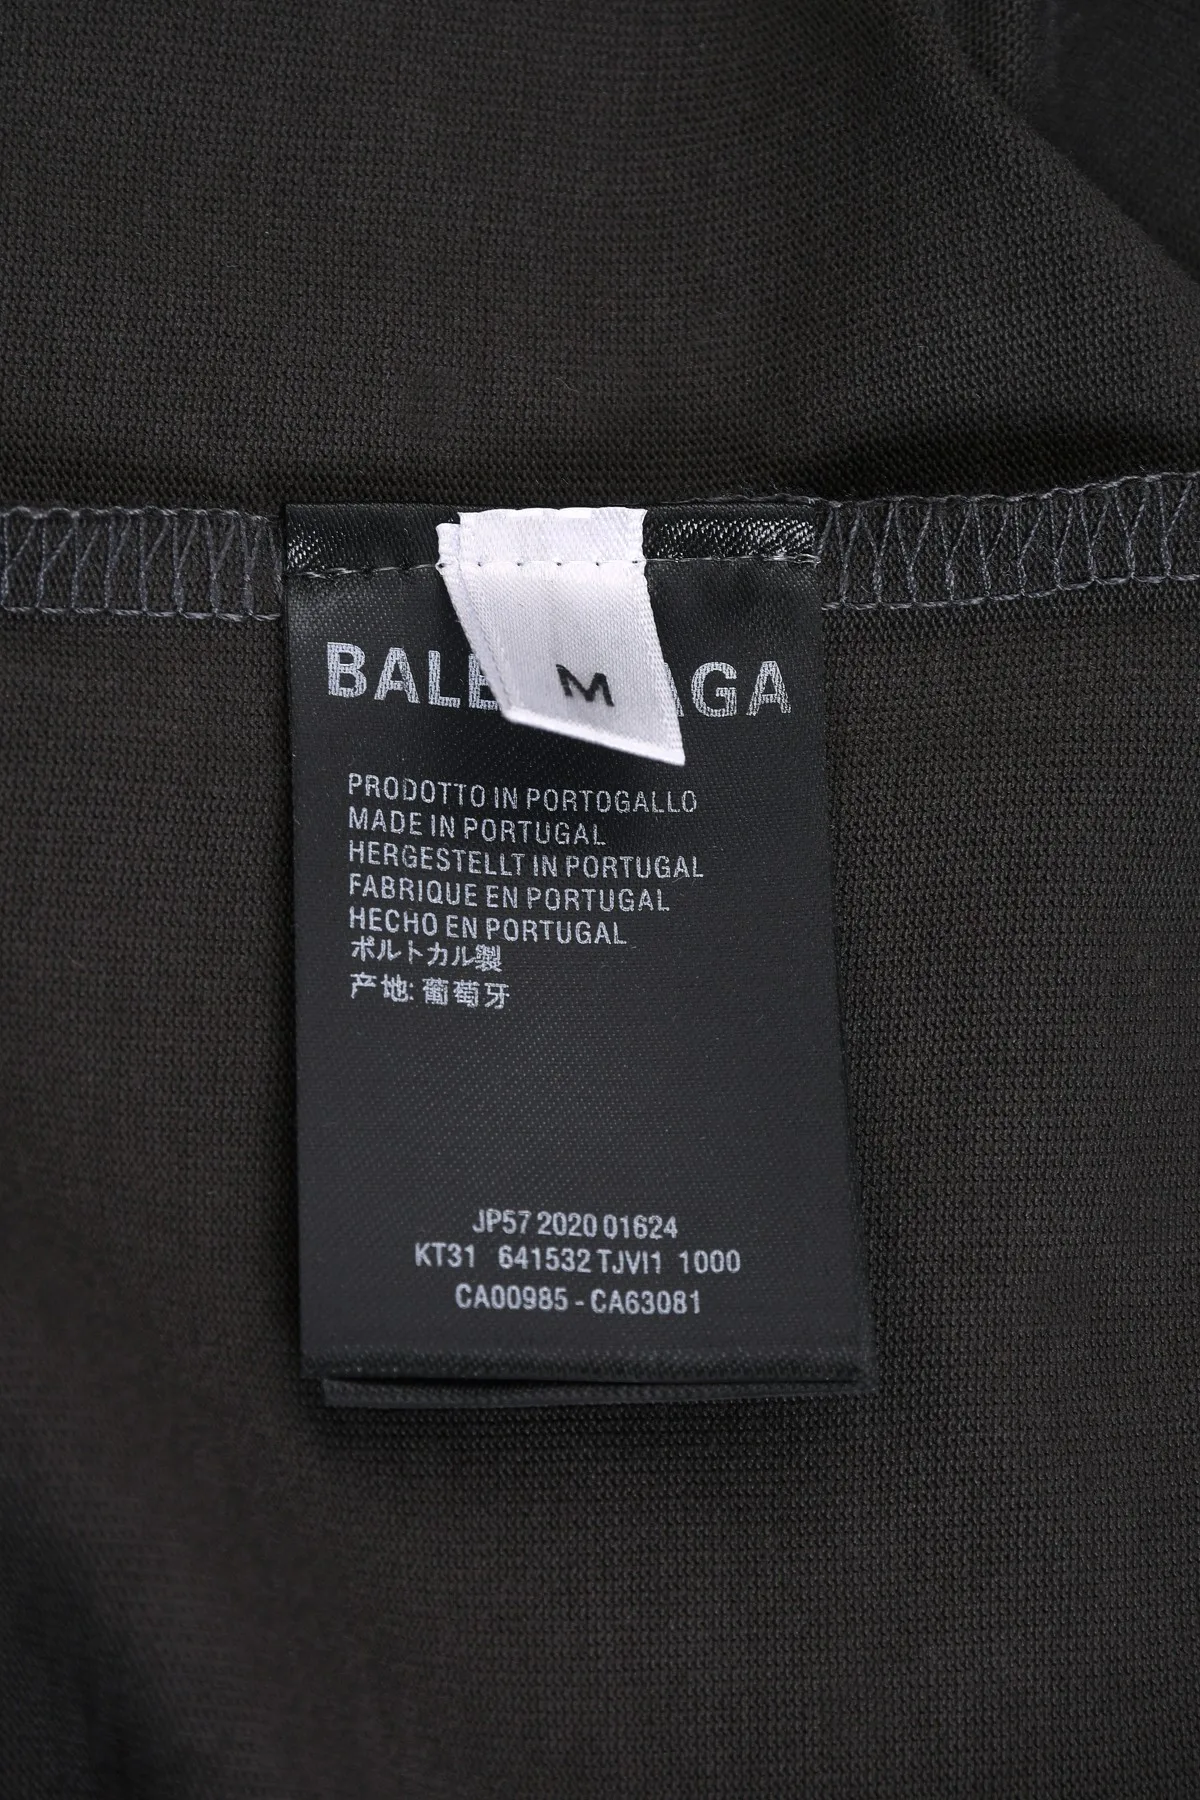 M
BALE AGA
PRODOTTO IN PORTOGALLO
MADE IN PORTUGAL
HERGESTELLT IN PORTUGAL
FABRIQUE EN PORTUGAL
HECHO EN PORTUGAL
ポルトカル製
产地: 葡萄牙
JP57 2020 01624
KT31 641532 TJVI1 1000
CA00985 - CA63081